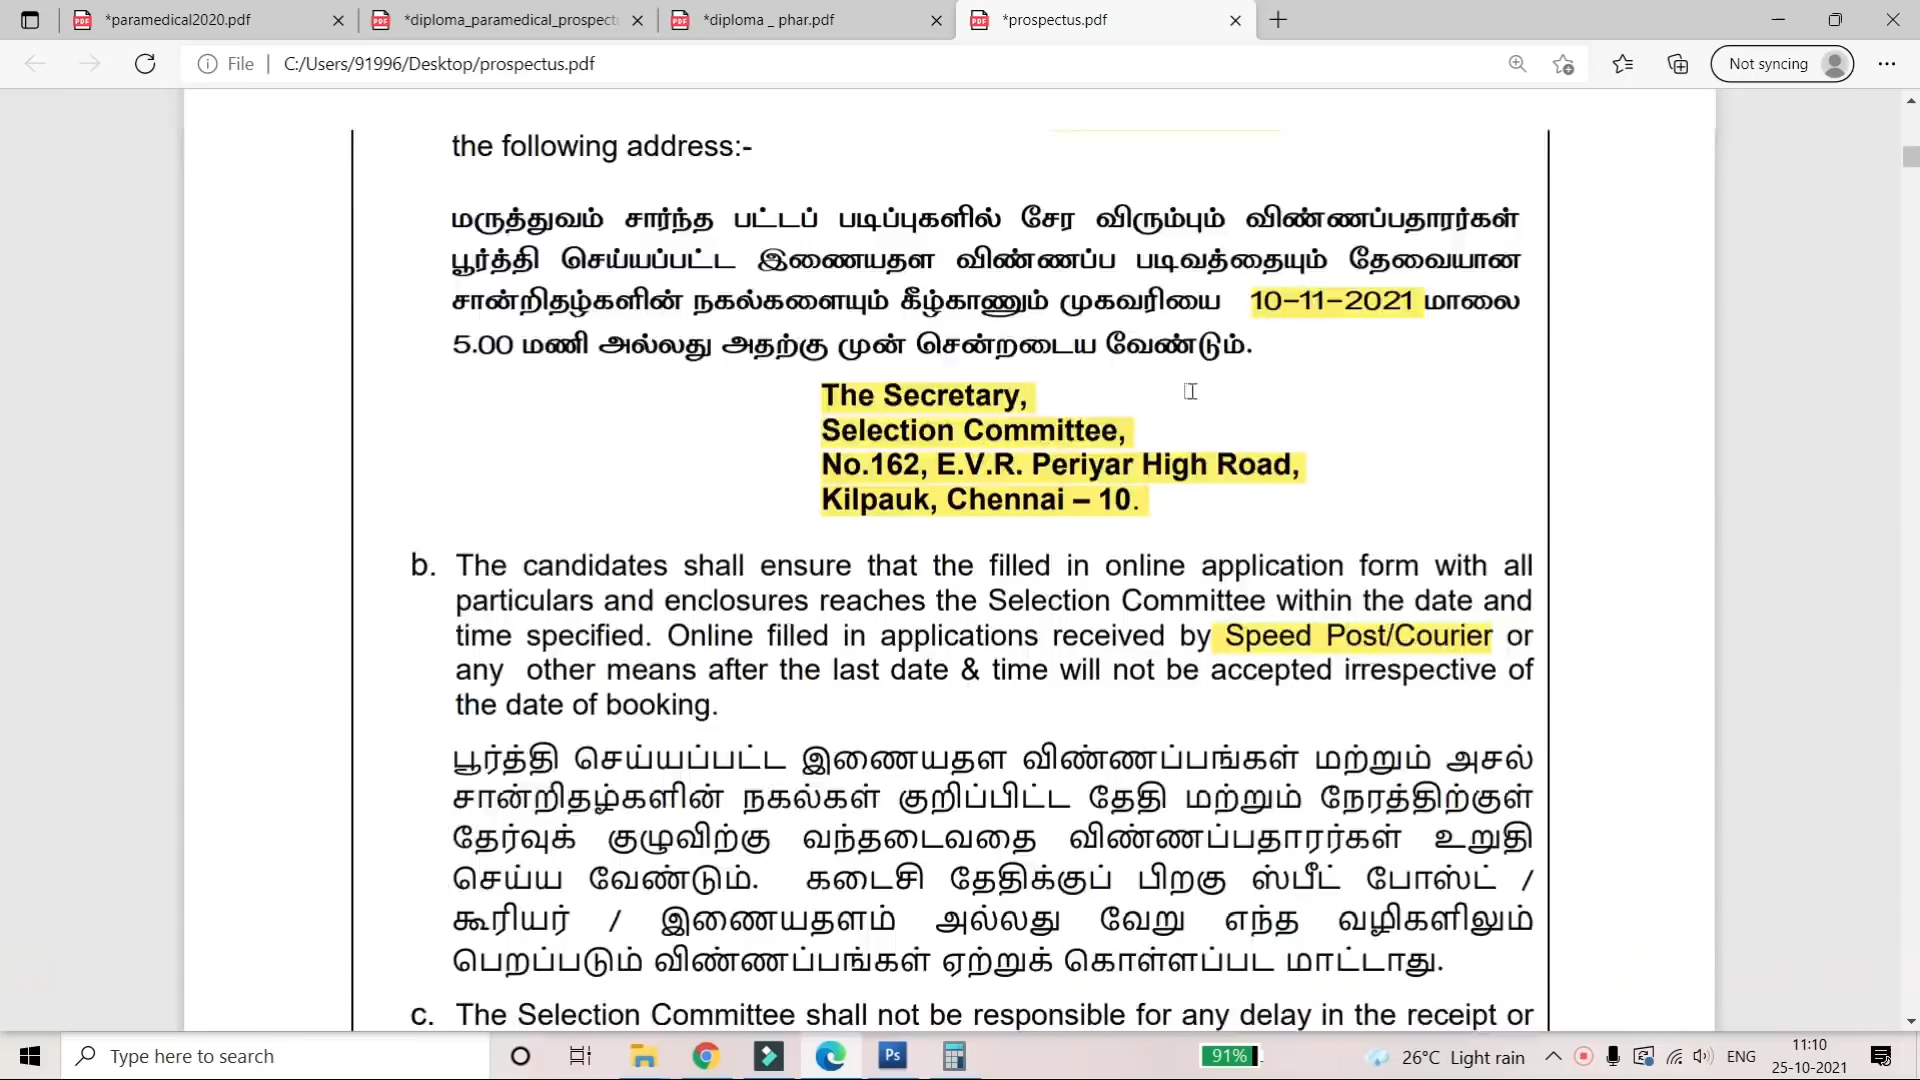 *paramedical2020.pdf
*diploma_paramedical_prospectu
*diploma _ phar.pdf
*prospectus.pdf
File
C:/Users/91996/Desktop/prospectus.pdf
Not syncing
the following address:-
மருத்துவம் சார்ந்த பட்டப் படிப்புகளில் சேர விரும்பும் விண்ணப்பதாரர்கள்
பூர்த்தி செய்யப்பட்ட இணையதள விண்ணப்ப படிவத்தையும் தேவையான
சான்றிதழ்களின் நகல்களையும் கீழ்காணும் முகவரியை 10-11-2021 மாலை
5.00 மணி அல்லது அதற்கு முன் சென்றடைய வேண்டும்.
The Secretary,
Selection Committee,
No.162, E.V.R. Periyar High Road,
Kilpauk, Chennai – 10.
b. The candidates shall ensure that the filled in online application form with all
particulars and enclosures reaches the Selection Committee within the date and
time specified. Online filled in applications received by Speed Post/Courier or
any other means after the last date & time will not be accepted irrespective of
the date of booking.
பூர்த்தி செய்யப்பட்ட இணையதள விண்ணப்பங்கள் மற்றும் அசல்
சான்றிதழ்களின் நகல்கள் குறிப்பிட்ட தேதி மற்றும் நேரத்திற்குள்
தேர்வுக் குழுவிற்கு வந்தடைவதை விண்ணப்பதாரர்கள் உறுதி
செய்ய வேண்டும். கடைசி தேதிக்குப் பிறகு ஸ்பீட் போஸ்ட் /
கூரியர் / இணையதளம் அல்லது வேறு எந்த வழிகளிலும்
பெறப்படும் விண்ணப்பங்கள் ஏற்றுக் கொள்ளப்பட மாட்டாது.
c. The Selection Committee shall not be responsible for any delay in the receipt or
Type here to search
Ps
91%
26°C Light rain
ENG
11:10
25-10-2021